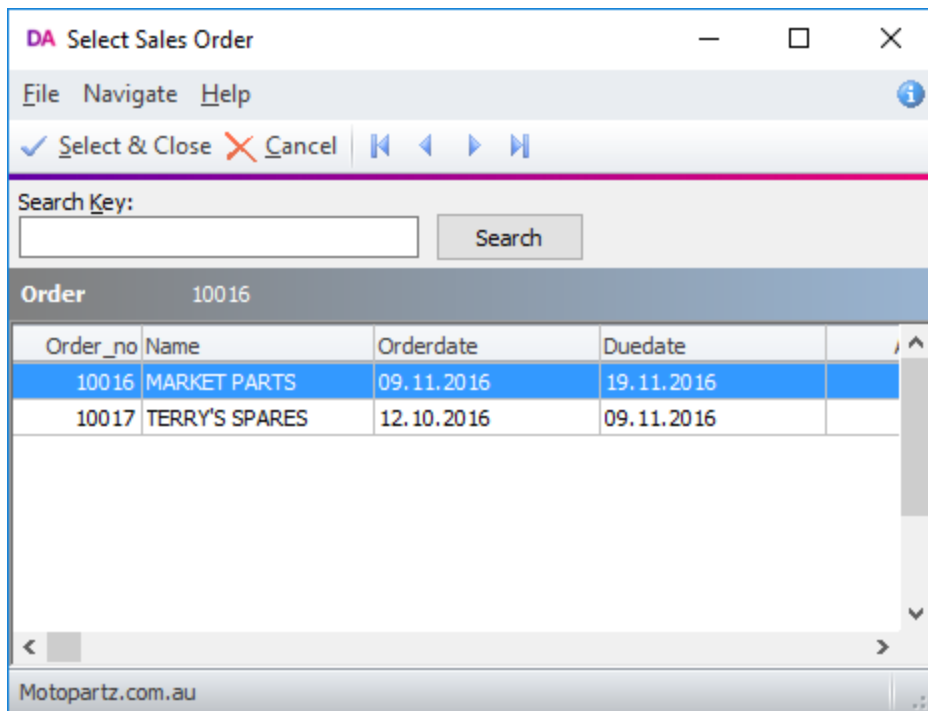 DA Select Sales Order
File Navigate Help
Select & Close Cancel
Search Key:
Search
Order 10016
Order_no Name Orderdate Duedate
10016 MARKET PARTS 09.11.2016 19.11.2016
10017 TERRY'S SPARES 12.10.2016 09.11.2016
Motopartz.com.au